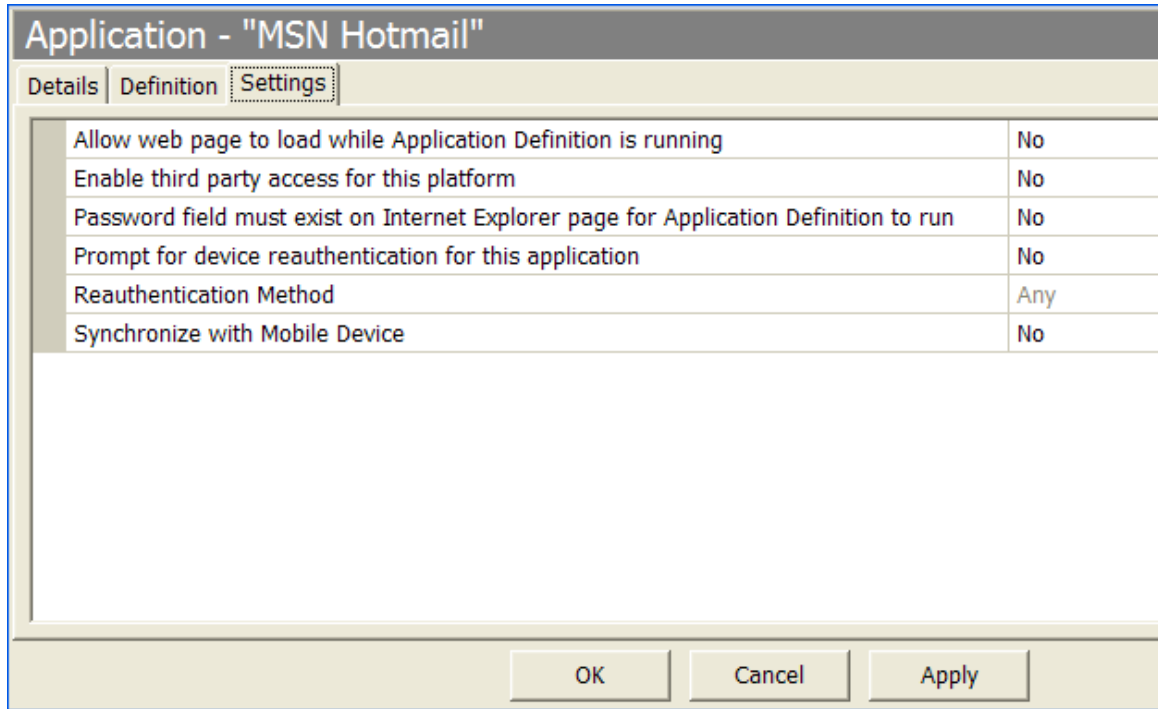 Application - "MSN Hotmail"
Details Definition Settings
Allow web page to load while Application Definition is running No
Enable third party access for this platform No
Password field must exist on Internet Explorer page for Application Definition to run No
Prompt for device reauthentication for this application No
Reauthentication Method Any
Synchronize with Mobile Device No
OK Cancel Apply